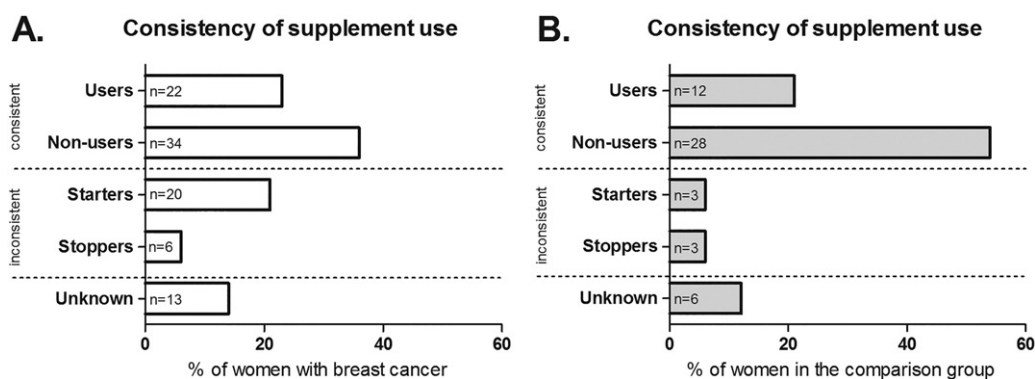 A. Consistency of supplement use
consistent
Users n=22
Non-users n=34
inconsistent
Starters n=20
Stoppers n=6
Unknown n=13
0 20 40 60
% of women with breast cancer
B. Consistency of supplement use
consistent
Users n=12
Non-users n=28
inconsistent
Starters n=3
Stoppers n=3
Unknown n=6
0 20 40 60
% of women in the comparison group